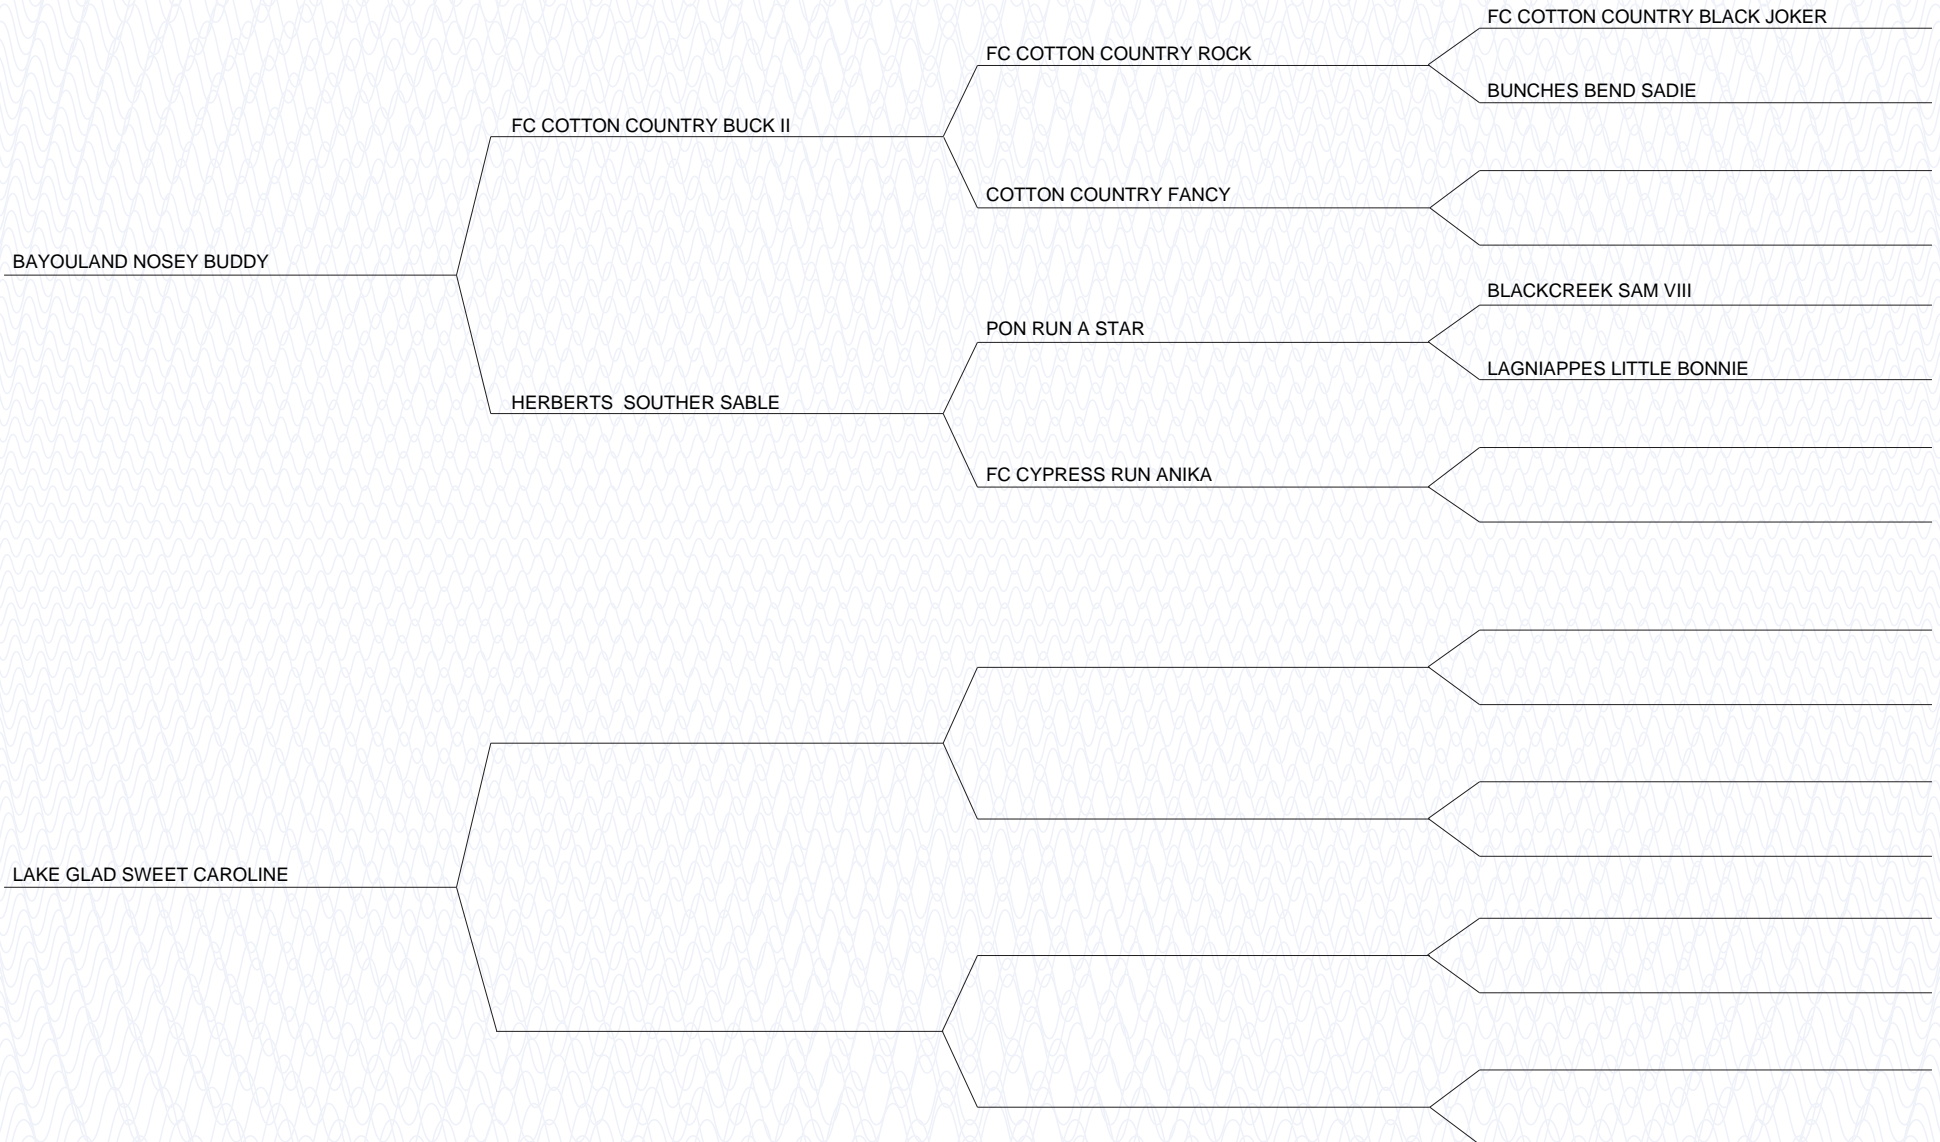 FC COTTON COUNTRY BLACK JOKER
FC COTTON COUNTRY ROCK
BUNCHES BEND SADIE
FC COTTON COUNTRY BUCK II
COTTON COUNTRY FANCY
BAYOULAND NOSEY BUDDY
BLACKCREEK SAM VIII
PON RUN A STAR
LAGNIAPPES LITTLE BONNIE
HERBERTS  SOUTHER SABLE
FC CYPRESS RUN ANIKA
LAKE GLAD SWEET CAROLINE